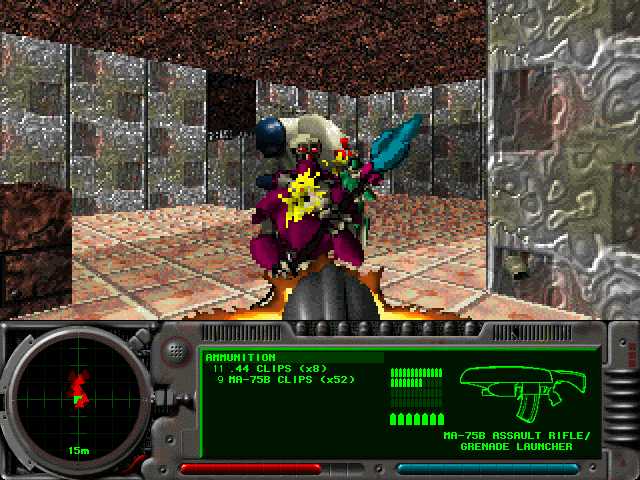 AMMUNITION
11 .44 CLIPS (x8)
9 MA-75B CLIPS (x52)
MA-75B ASSAULT RIFLE/
GRENADE LAUNCHER
15m